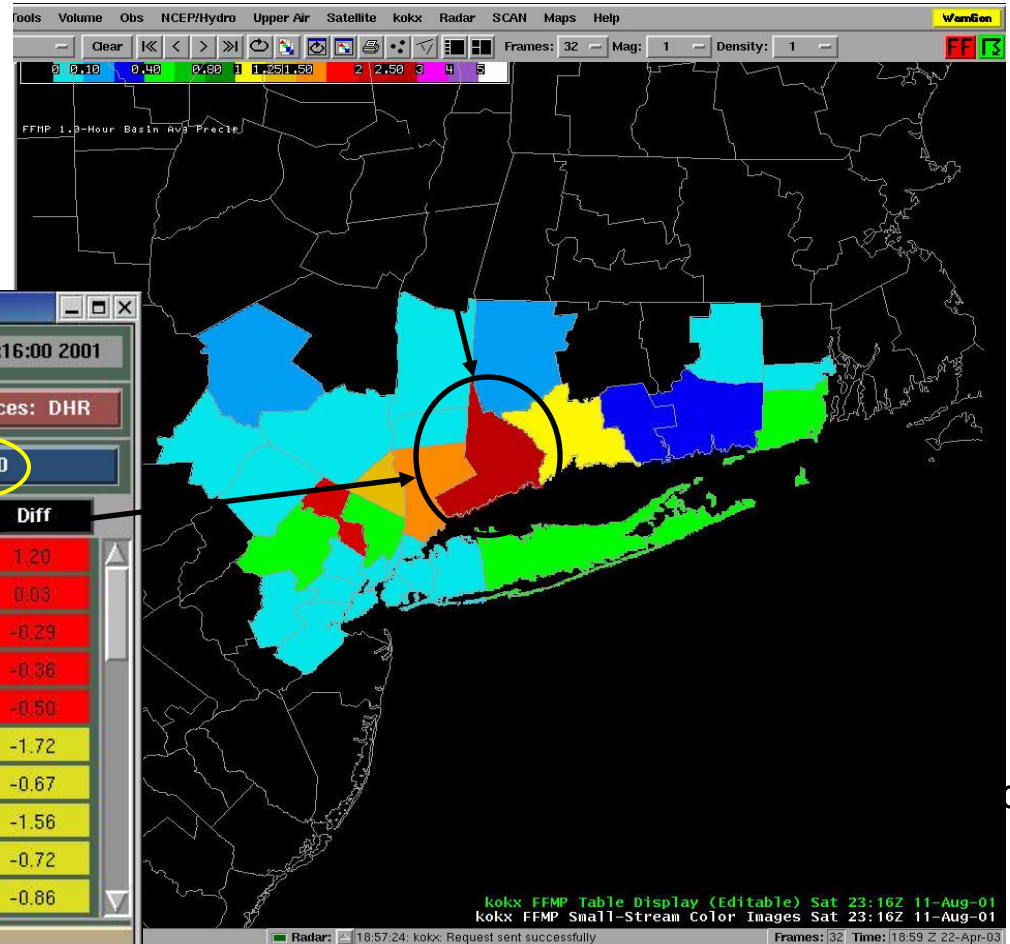 Tools Volume Obs NCEP/Hydro Upper Air Satellite kokx Radar SCAN Maps Help WarnGen
Clear Frames: 32 Mag: 1 Density: 1 FF
0 0.10 0.40 0.80 1 1.25 1.50 2 2.50 3 4 5
FFMP 1.0-Hour Basin Avg Precip
:16:00 2001
ces: DHR
Diff
1.20
0.03
-0.29
-0.36
-0.50
-1.72
-0.67
-1.56
-0.72
-0.86
kokx FFMP Table Display (Editable) Sat 23:16Z 11-Aug-01
kokx FFMP Small-Stream Color Images Sat 23:16Z 11-Aug-01
Radar: 18:57:24: kokx: Request sent successfully Frames: 32 Time: 18:59 Z 22-Apr-03